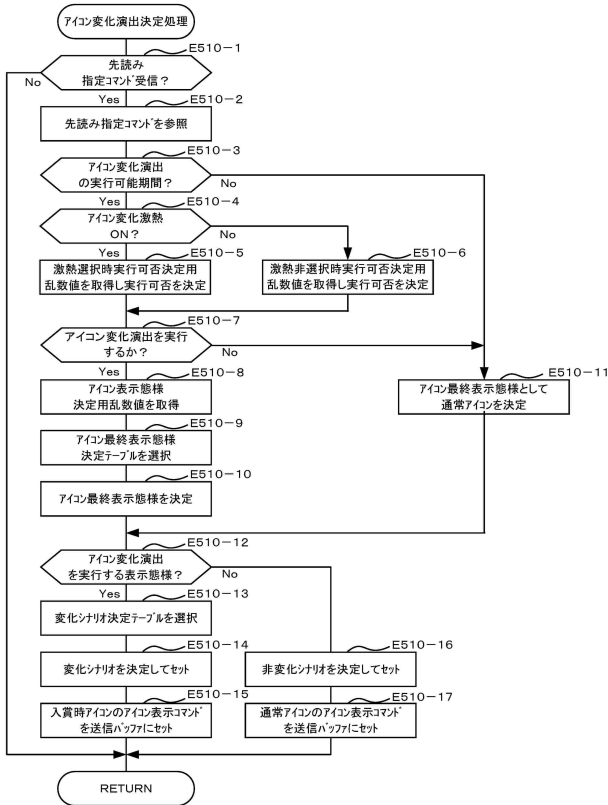 アイコン変化演出決定処理
E510-1
先読み
指定コマンド受信？
No
Yes
E510-2
先読み指定コマンドを参照
E510-3
アイコン変化演出
の実行可能期間？
No
Yes
E510-4
アイコン変化激熱
ON？
No
Yes
E510-5
激熱選択時実行可否決定用
乱数値を取得し実行可否を決定
E510-6
激熱非選択時実行可否決定用
乱数値を取得し実行可否を決定
E510-7
アイコン変化演出を実行
するか？
No
Yes
E510-8
アイコン表示態様
決定用乱数値を取得
E510-11
アイコン最終表示態様として
通常アイコンを決定
E510-9
アイコン最終表示態様
決定テーブルを選択
E510-10
アイコン最終表示態様を決定
E510-12
アイコン変化演出
を実行する表示態様？
No
Yes
E510-13
変化シナリオ決定テーブルを選択
E510-14
変化シナリオを決定してセット
E510-16
非変化シナリオを決定してセット
E510-15
入賞時アイコンのアイコン表示コマンド
を送信バッファにセット
E510-17
通常アイコンのアイコン表示コマンド
を送信バッファにセット
RETURN